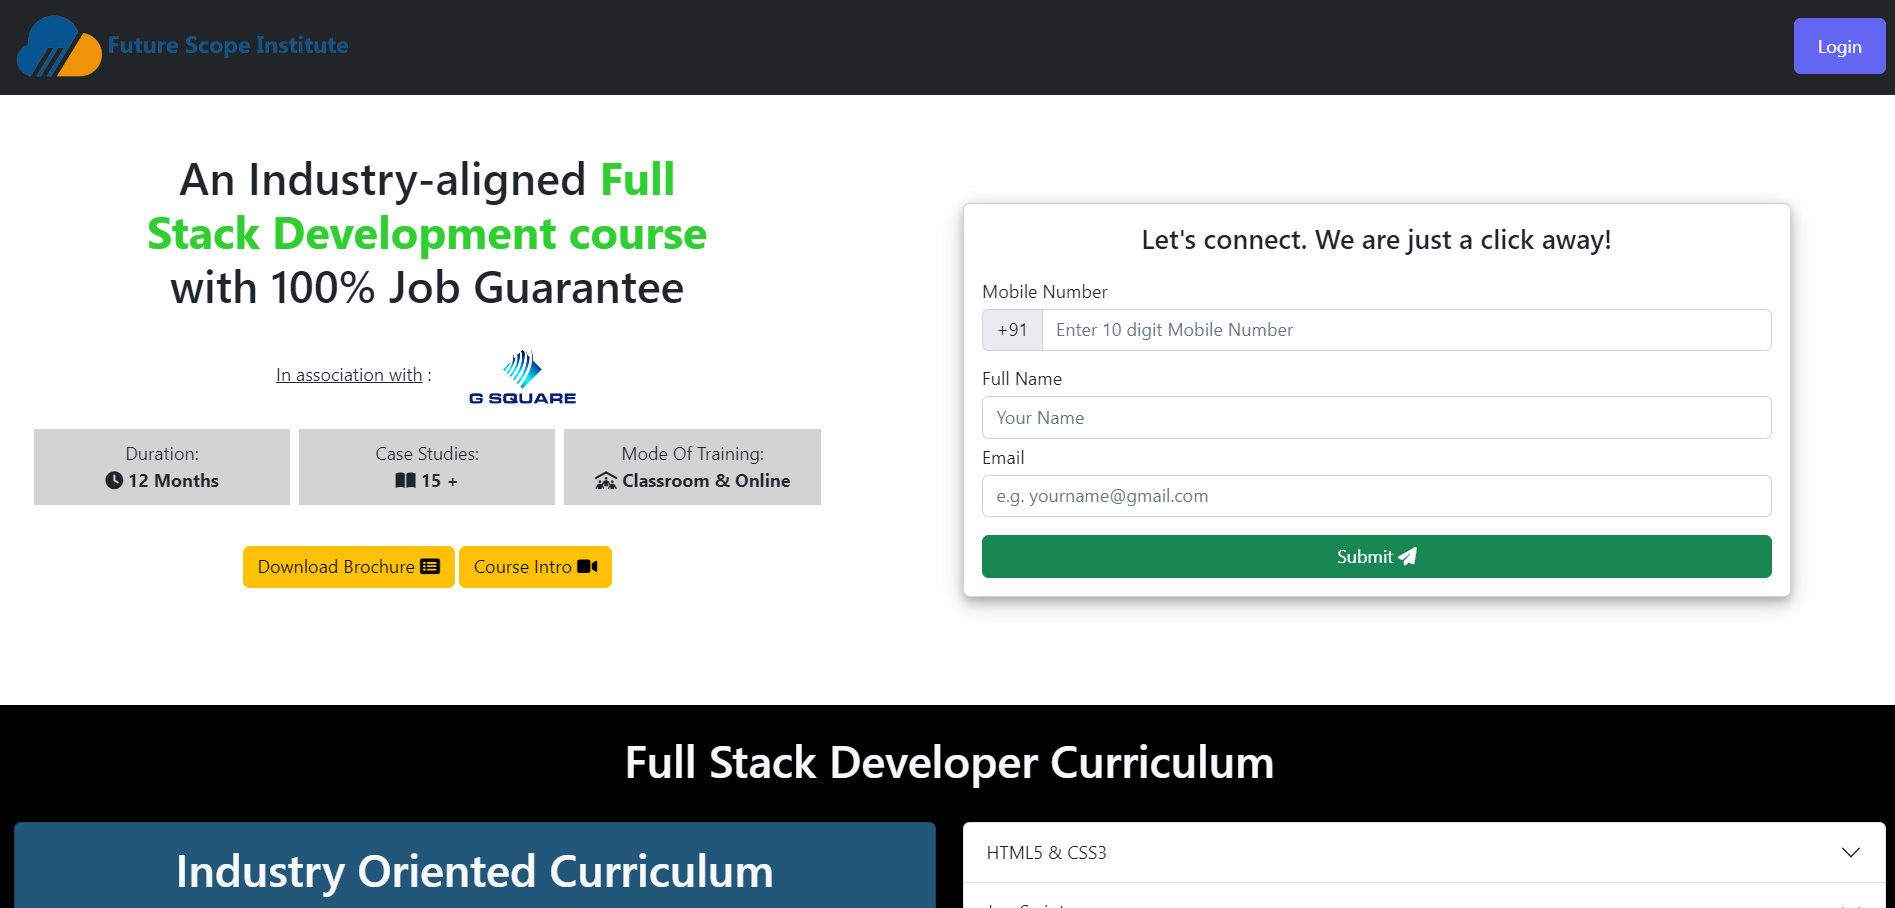 Future Scope Institute
Login
An Industry-aligned Full
Stack Development course
with 100% Job Guarantee
In association with :
G SQUARE
Duration:
12 Months
Case Studies:
15 +
Mode Of Training:
Classroom & Online
Download Brochure
Course Intro
Let's connect. We are just a click away!
Mobile Number
+91
Enter 10 digit Mobile Number
Full Name
Your Name
Email
e.g. yourname@gmail.com
Submit
Full Stack Developer Curriculum
Industry Oriented Curriculum
HTML5 & CSS3